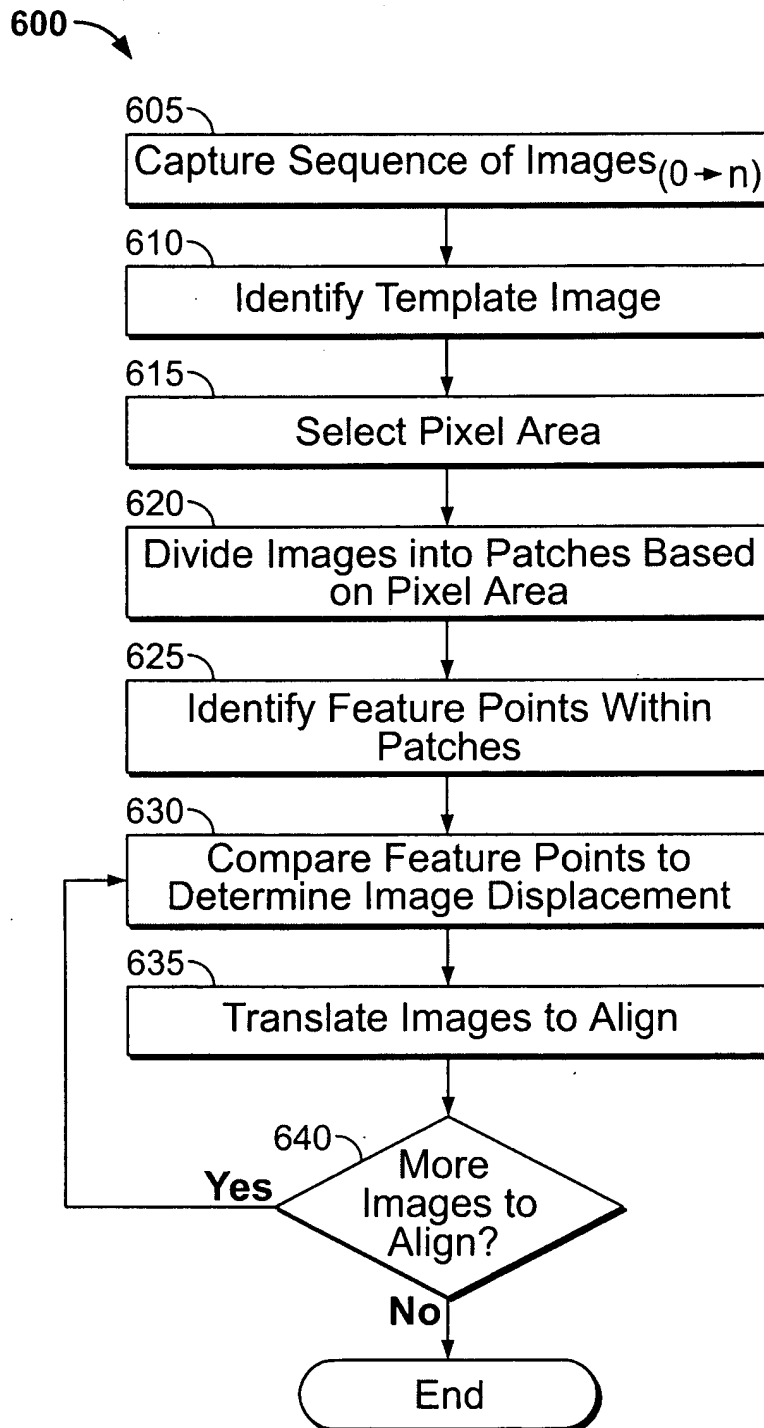 600
605
Capture Sequence of Images(0→n)
610
Identify Template Image
615
Select Pixel Area
620
Divide Images into Patches Based
on Pixel Area
625
Identify Feature Points Within
Patches
630
Compare Feature Points to
Determine Image Displacement
635
Translate Images to Align
640
More
Images to
Align?
Yes
No
End